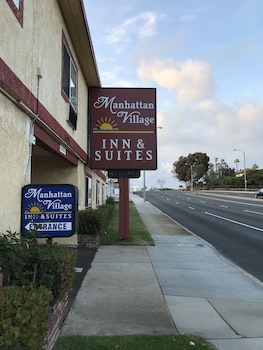 Manhattan
Village
INN &
SUITES
Manhattan
Village
INN & SUITES
ENTRANCE